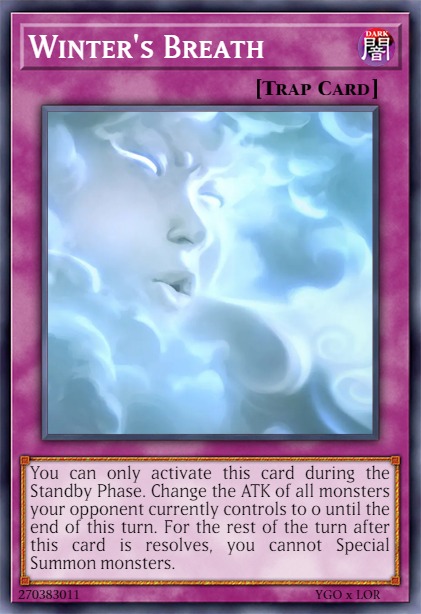 Winter's Breath
DARK
闇
[Trap Card]
You can only activate this card during the
Standby Phase. Change the ATK of all monsters
your opponent currently controls to 0 until the
end of this turn. For the rest of the turn after
this card is resolves, you cannot Special
Summon monsters.
270383011
YGO x LOR